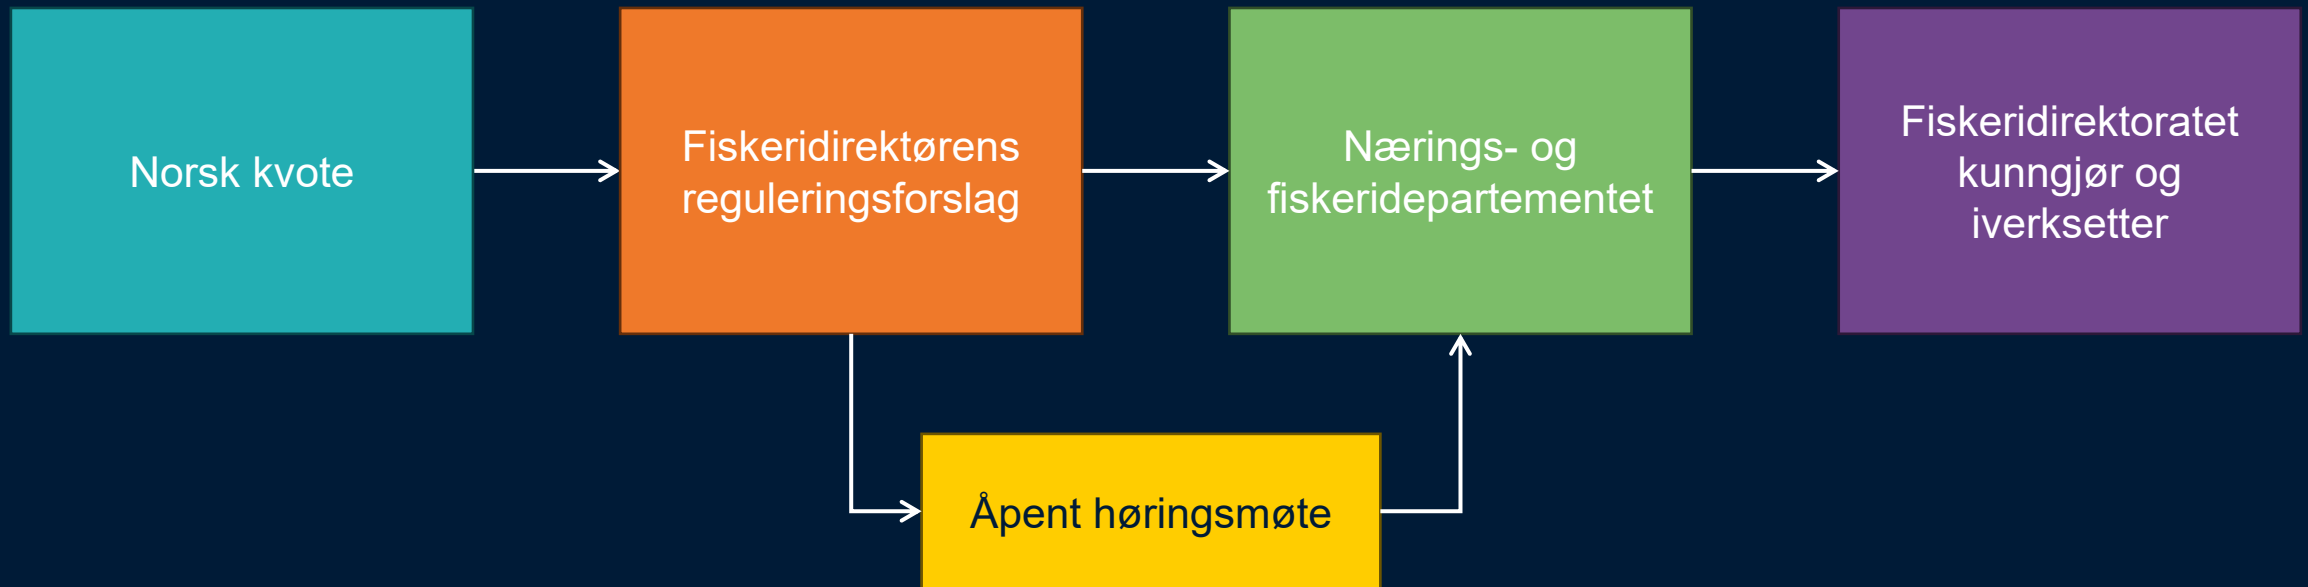 Norsk kvote
Fiskeridirektørens
reguleringsforslag
Nærings- og
fiskeridepartementet
Fiskeridirektoratet
kunngjør og
iverksetter
Åpent høringsmøte